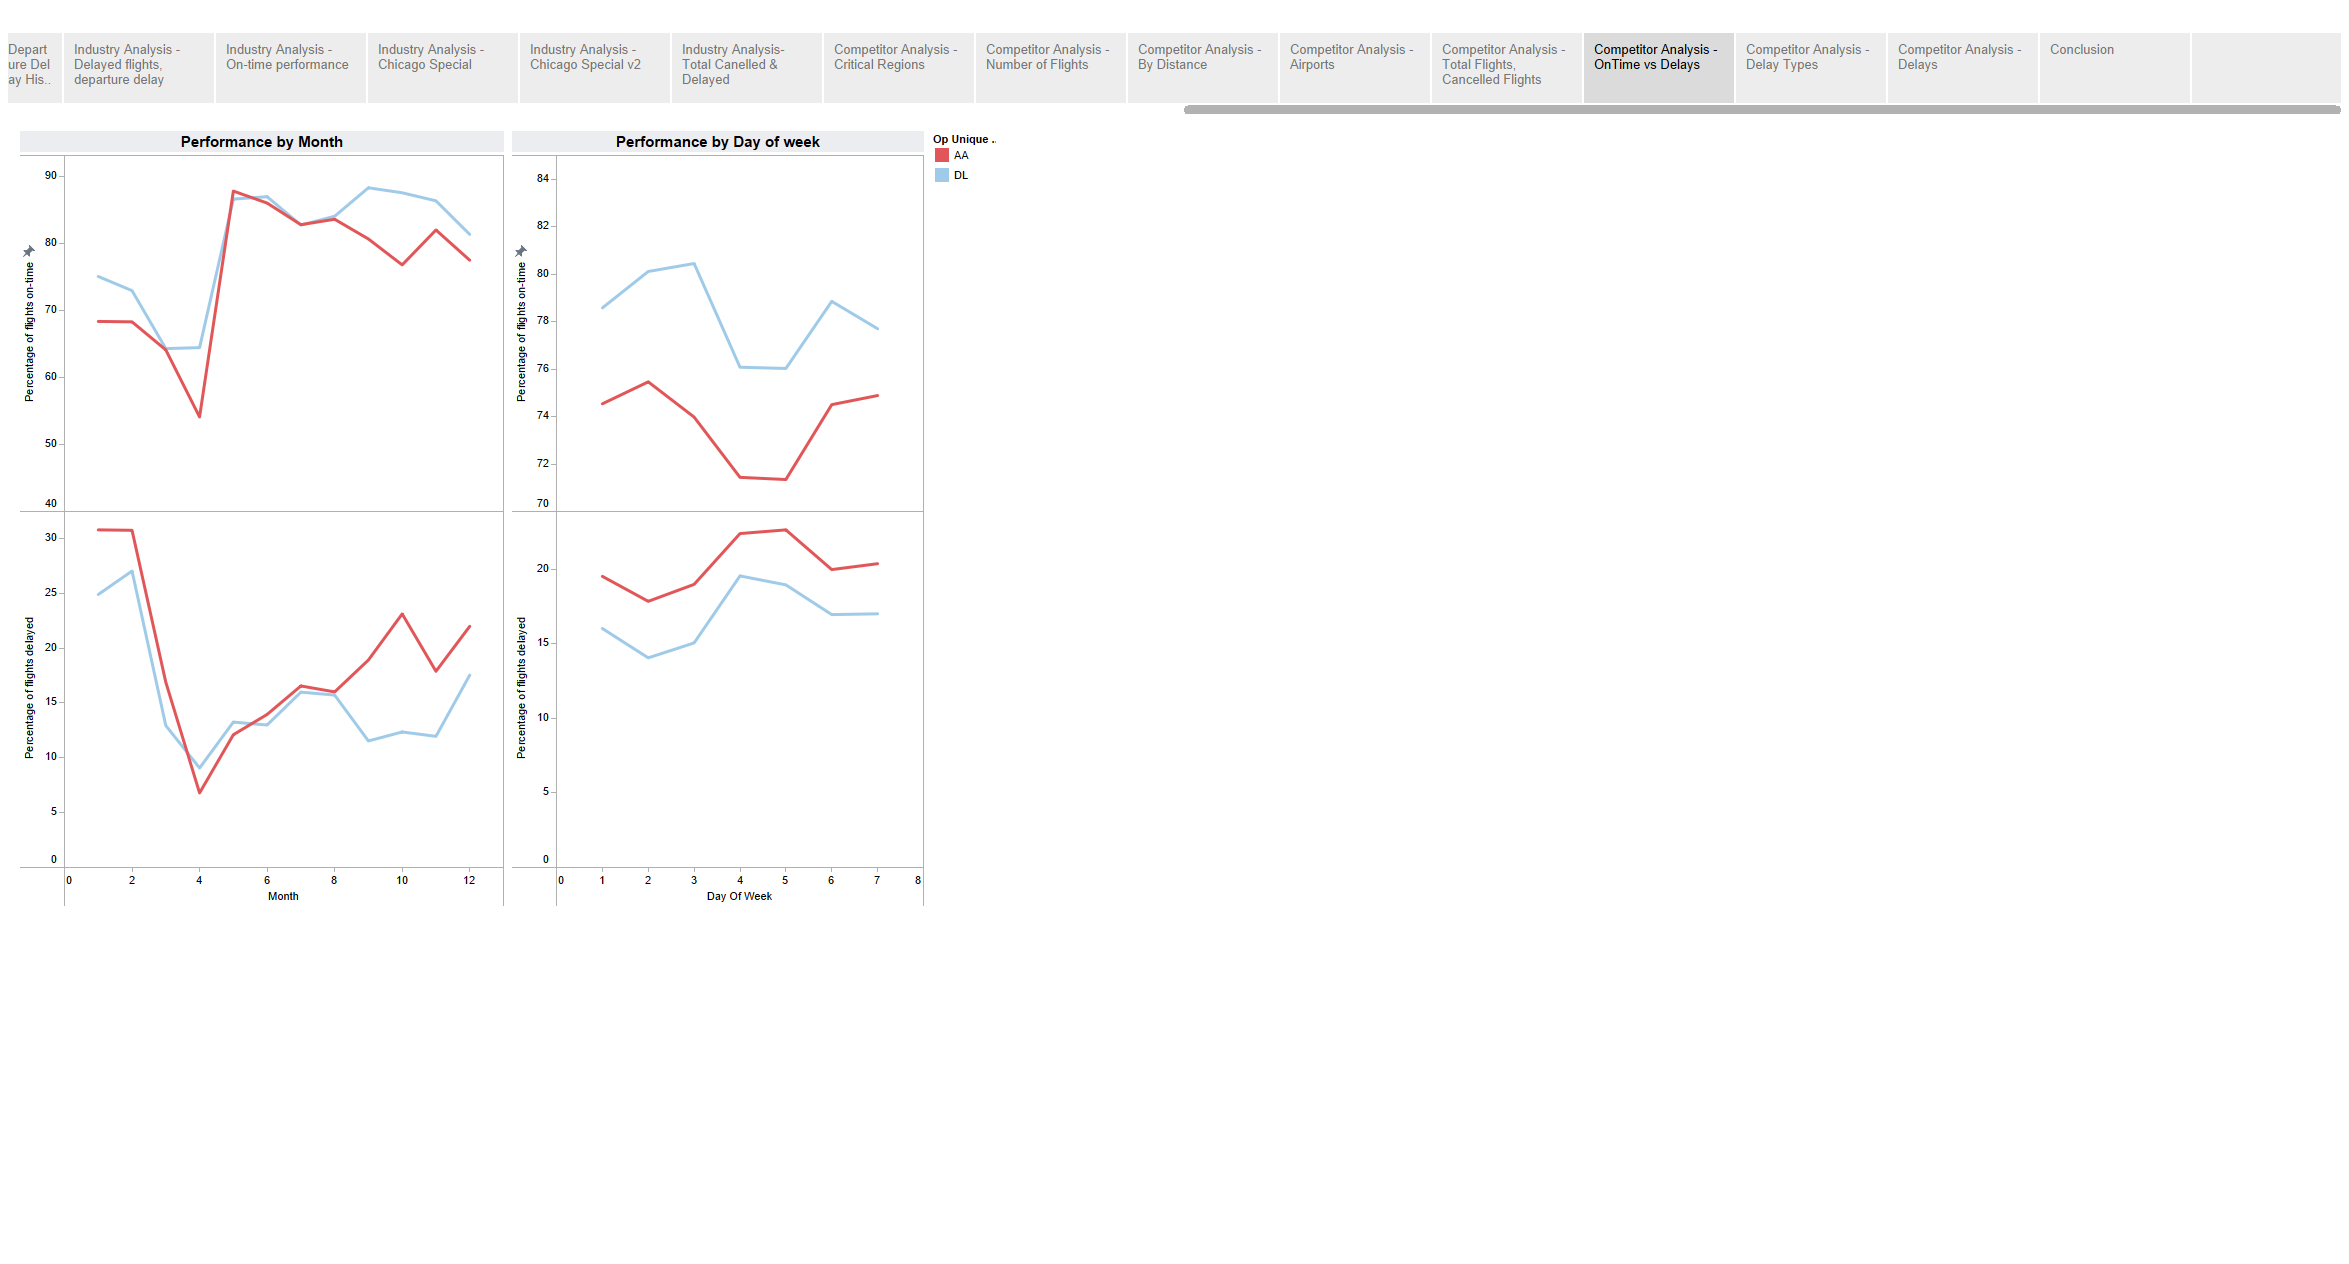 Depart
ure Del
ay His..
Industry Analysis -
Delayed flights,
departure delay
Industry Analysis -
On-time performance
Industry Analysis -
Chicago Special
Industry Analysis -
Chicago Special v2
Industry Analysis-
Total Canelled &
Delayed
Competitor Analysis -
Critical Regions
Competitor Analysis -
Number of Flights
Competitor Analysis -
By Distance
Competitor Analysis -
Airports
Competitor Analysis -
Total Flights,
Cancelled Flights
Competitor Analysis -
OnTime vs Delays
Competitor Analysis -
Delay Types
Competitor Analysis -
Delays
Conclusion
Performance by Month
90
80
70
60
50
40
Percentage of flights on-time
30
25
20
15
10
5
0
Percentage of flights delayed
0 2 4 6 8 10 12
Month
Performance by Day of week
84
82
80
78
76
74
72
70
Percentage of flights on-time
20
15
10
5
0
Percentage of flights delayed
0 1 2 3 4 5 6 7 8
Day Of Week
Op Unique ..
AA
DL